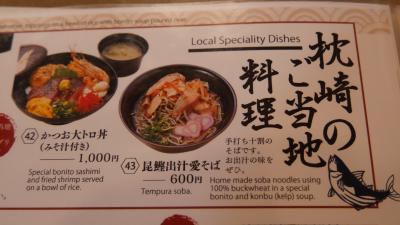 Local Speciality Dishes
枕崎の
ご当地
料理
42 かつお大トロ丼
(みそ汁付き)
1,000円
Special bonito sashimi
and fried shrimp served
on a bowl of rice.
43 昆鰹出汁愛そば
600円
Tempura soba.
手打ち十割の
そばです。
お出汁の味を
ぜひ。
Home made soba noodles using
100% buckwheat in a special
bonito and konbu (kelp) soup.